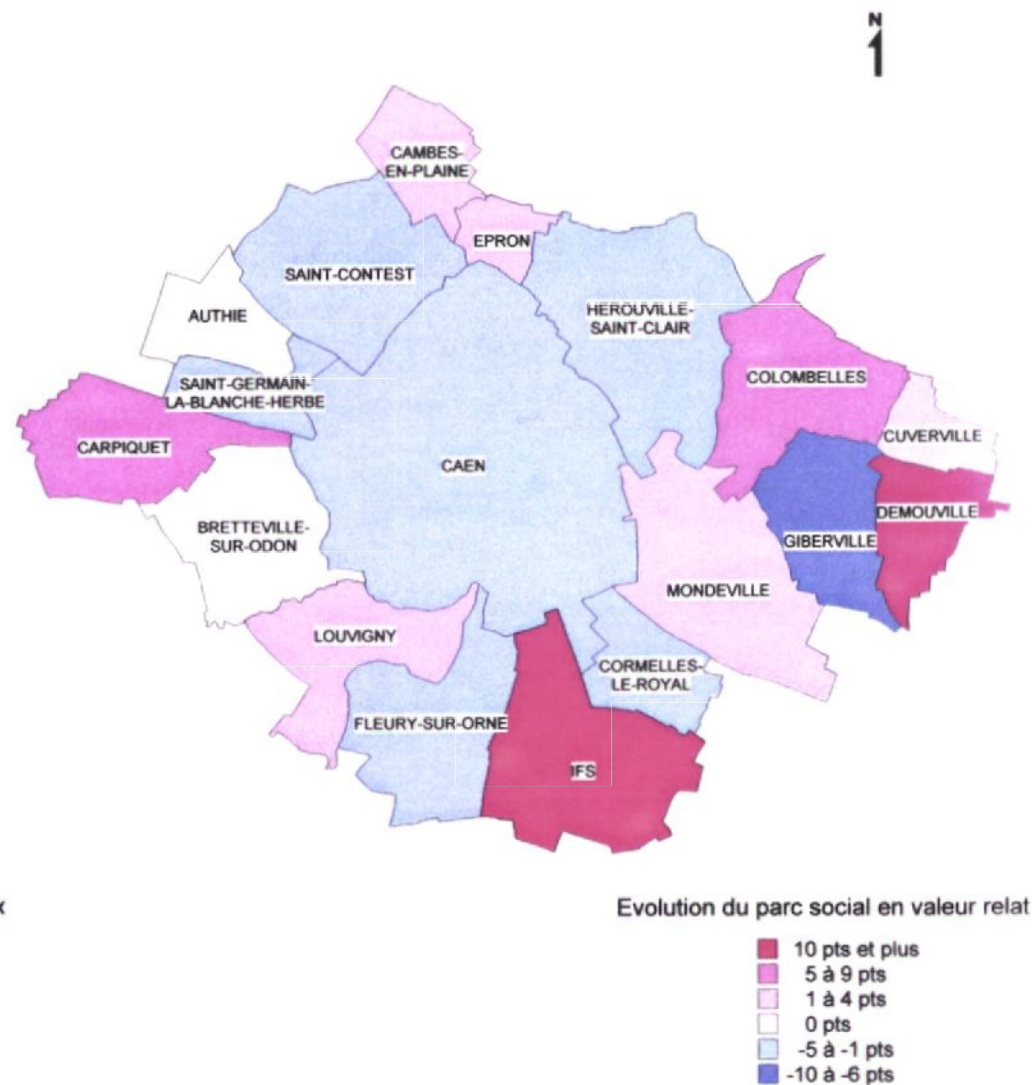 N
CAMBES-
EN-PLAINE
EPRON
SAINT-CONTEST
AUTHIE
HEROUVILLE-
SAINT-CLAIR
SAINT-GERMAIN-
LA-BLANCHE-HERBE
COLOMBELLES
CARPIQUET
CUVERVILLE
CAEN
DEMOUVILLE
BRETTEVILLE-
SUR-ODON
GIBERVILLE
MONDEVILLE
LOUVIGNY
CORMELLES-
LE-ROYAL
FLEURY-SUR-ORNE
IFS
x
Evolution du parc social en valeur relat
10 pts et plus
5 à 9 pts
1 à 4 pts
0 pts
-5 à -1 pts
-10 à -6 pts